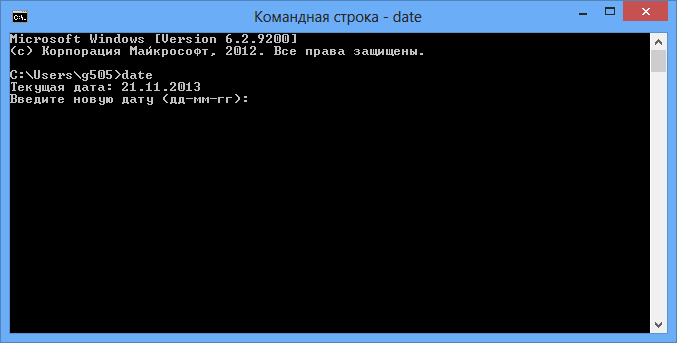 Командная строка - date
Microsoft Windows [Version 6.2.9200]
(c) Корпорация Майкрософт, 2012. Все права защищены.
C:\Users\g505>date
Текущая дата: 21.11.2013
Введите новую дату (дд-мм-гг):